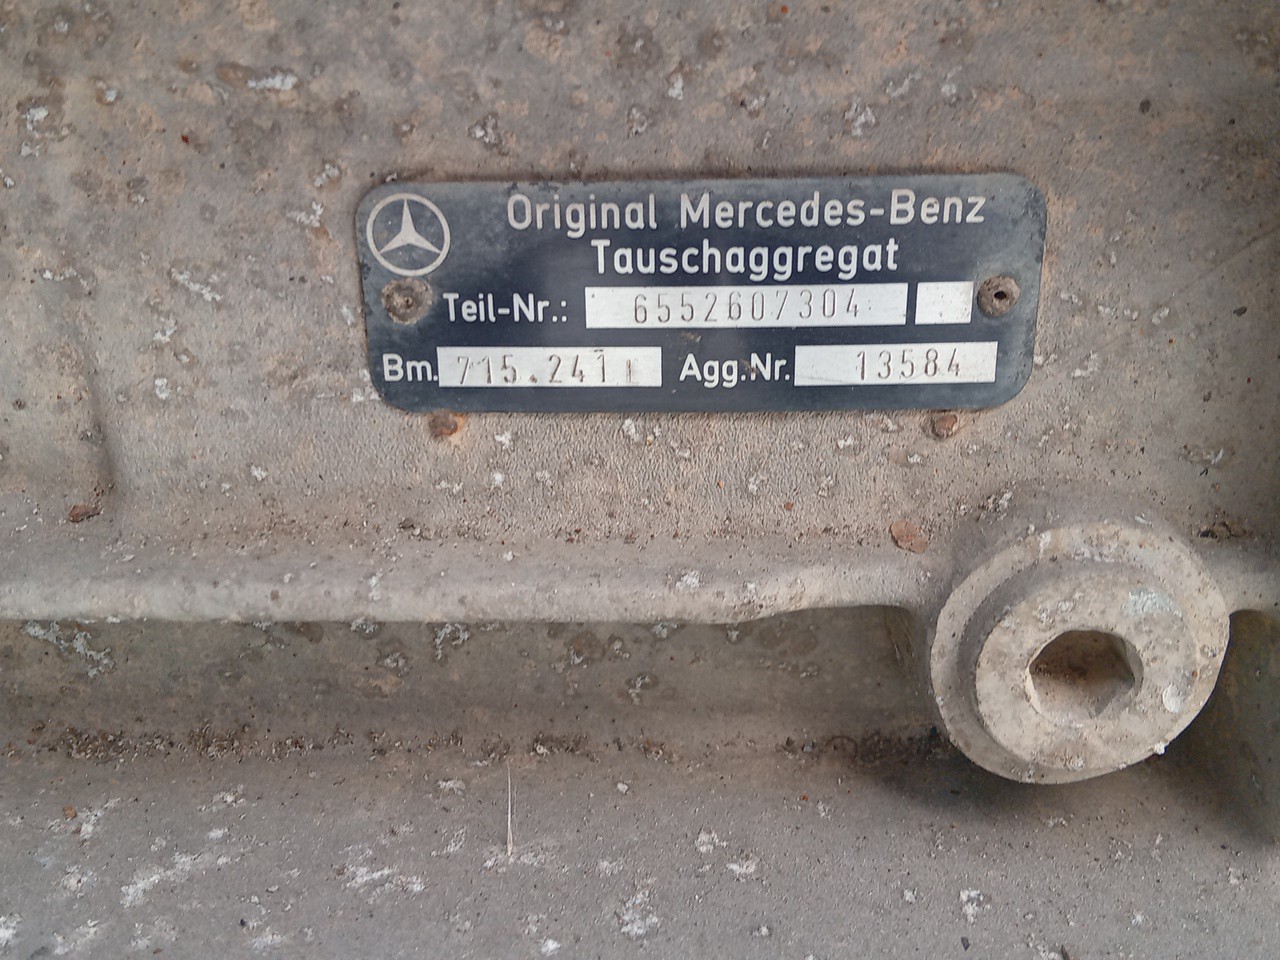 Original Mercedes-Benz
Tauschaggregat
Teil-Nr.: 6552607304
Bm. 715.241 Agg.Nr. 13584